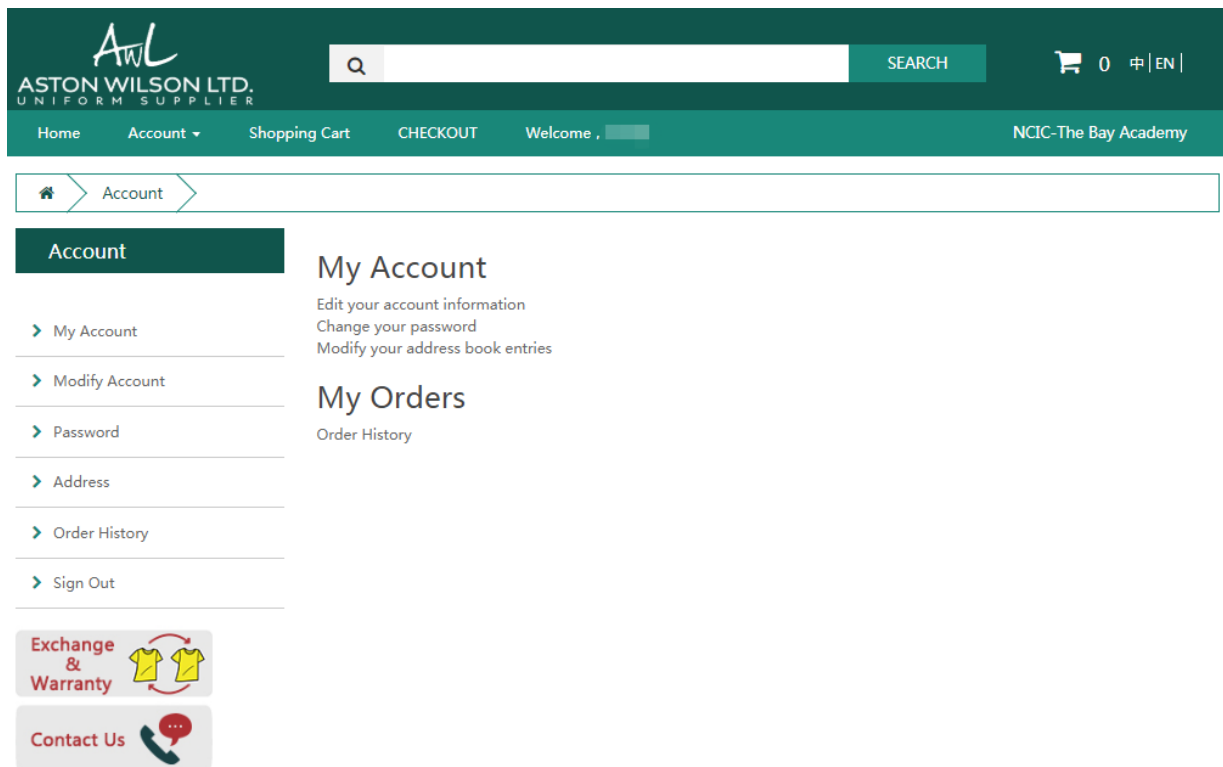 AWL
ASTON WILSON LTD.
UNIFORM SUPPLIER
SEARCH
0 中|EN|
Home Account Shopping Cart CHECKOUT Welcome , NCIC-The Bay Academy
Account
Account
My Account
Modify Account
Password
Address
Order History
Sign Out
Exchange
&
Warranty
Contact Us
My Account
Edit your account information
Change your password
Modify your address book entries
My Orders
Order History